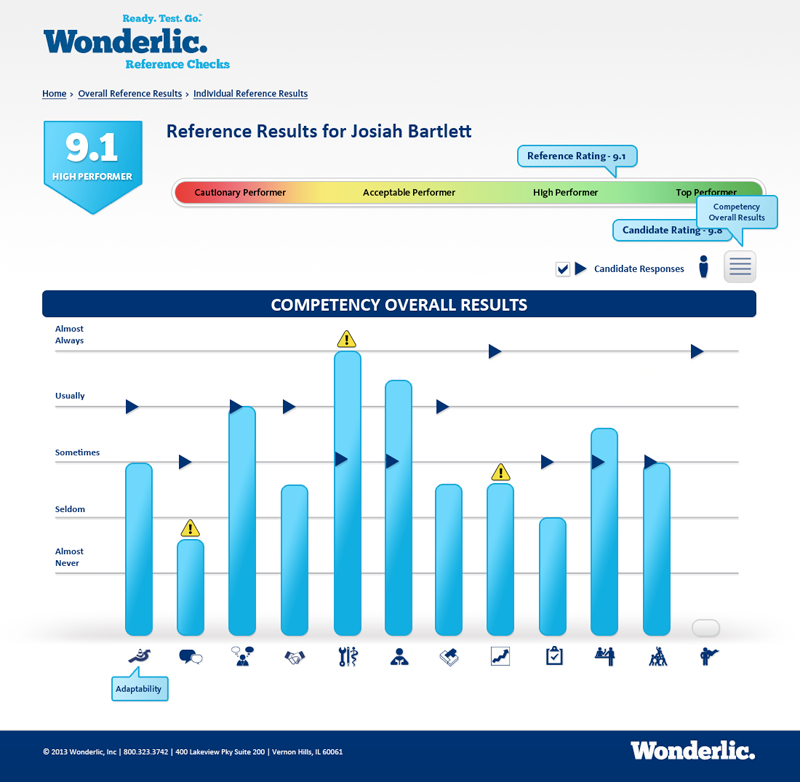 Ready. Test. Go.™
Wonderlic.
Reference Checks
Home › Overall Reference Results › Individual Reference Results
9.1
HIGH PERFORMER
Reference Results for Josiah Bartlett
Reference Rating - 9.1
Cautionary Performer
Acceptable Performer
High Performer
Top Performer
Competency
Overall Results
Candidate Rating - 9.8
Candidate Responses
COMPETENCY OVERALL RESULTS
Almost
Always
Usually
Sometimes
Seldom
Almost
Never
Adaptability
© 2013 Wonderlic, Inc | 800.323.3742 | 400 Lakeview Pky Suite 200 | Vernon Hills, IL 60061
Wonderlic.